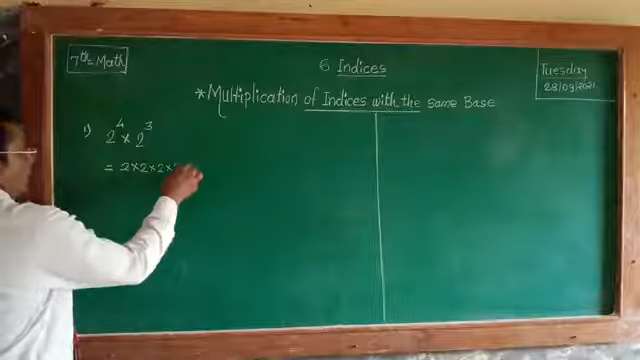 7th - Math
6 Indices
Tuesday
28/09/2021
*Multiplication of Indices with the same Base
1) 2⁴ × 2³
= 2×2×2×